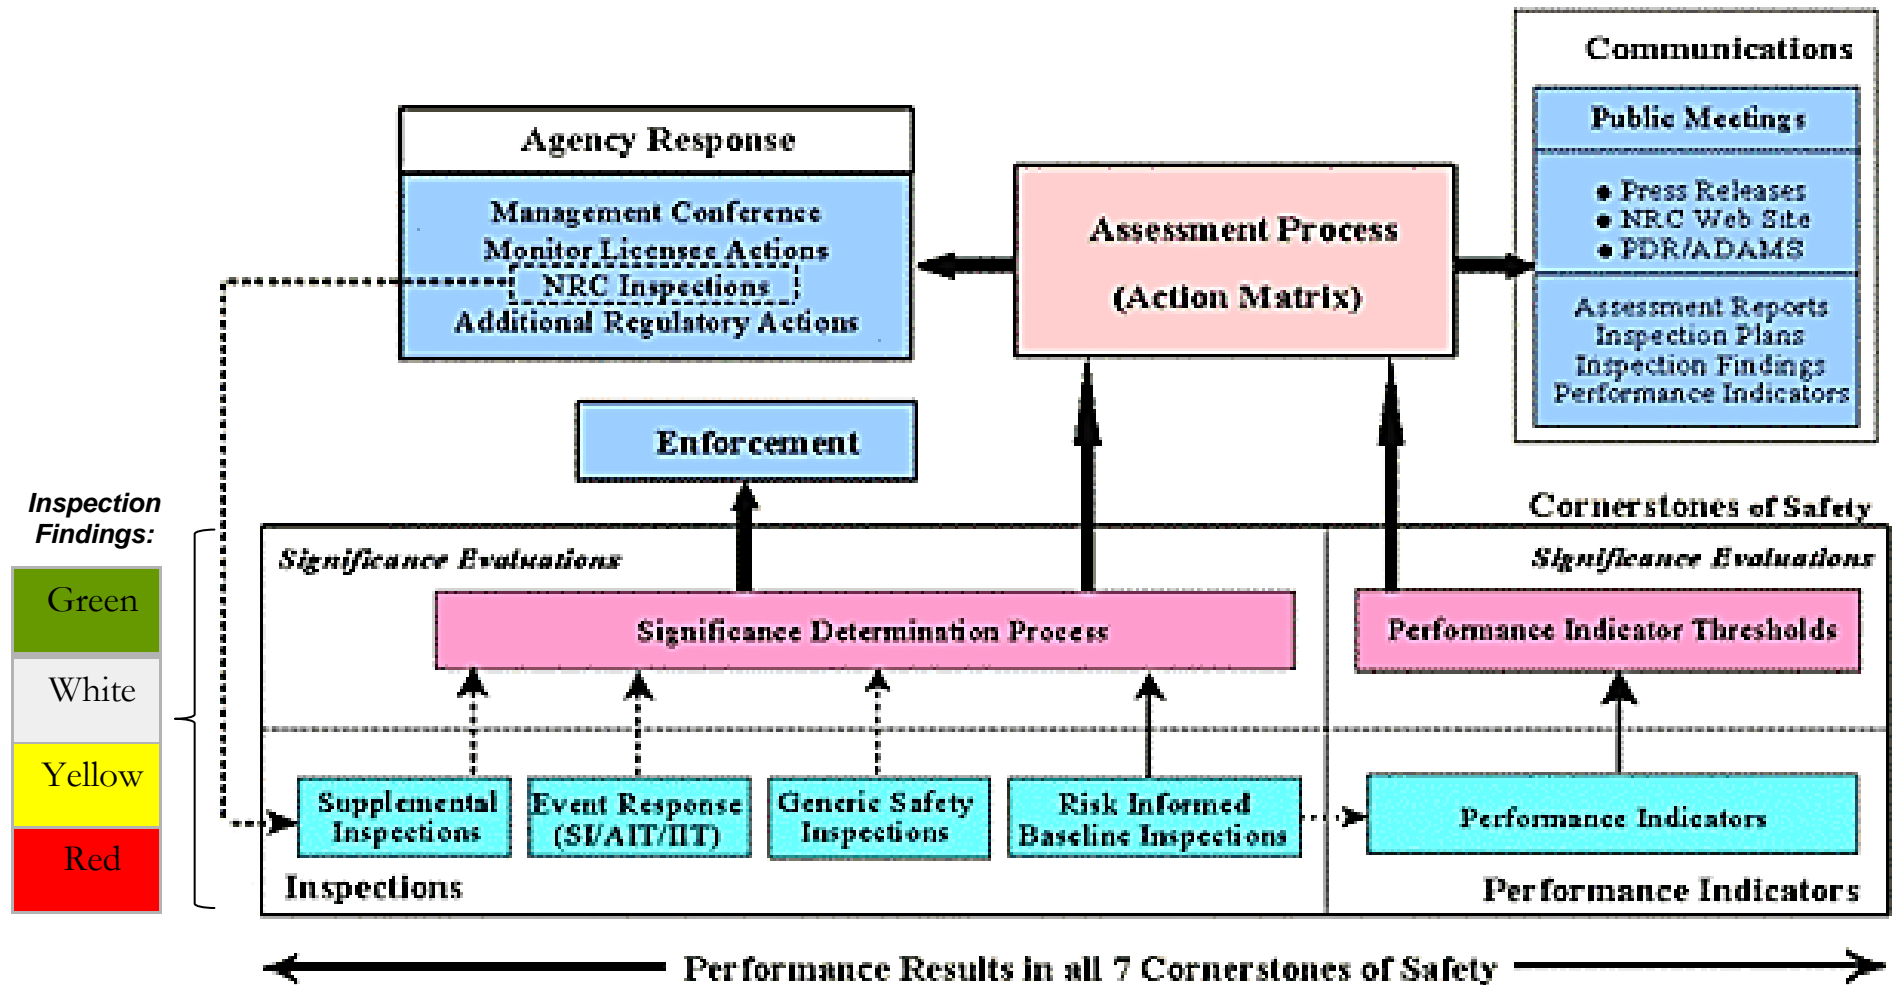 Communications
Public Meetings
● Press Releases
● NRC Web Site
● PDR/ADAMS
Assessment Reports
Inspection Plans
Inspection Findings
Performance Indicators
Agency Response
Management Conference
Monitor Licensee Actions
NRC Inspections
Additional Regulatory Actions
Assessment Process
(Action Matrix)
Enforcement
Inspection
Findings:
Green
White
Yellow
Red
Cornerstones of Safety
Significance Evaluations
Significance Evaluations
Significance Determination Process
Performance Indicator Thresholds
Supplemental
Inspections
Event Response
(SI/AIT/IIT)
Generic Safety
Inspections
Risk Informed
Baseline Inspections
Performance Indicators
Inspections
Performance Indicators
Performance Results in all 7 Cornerstones of Safety